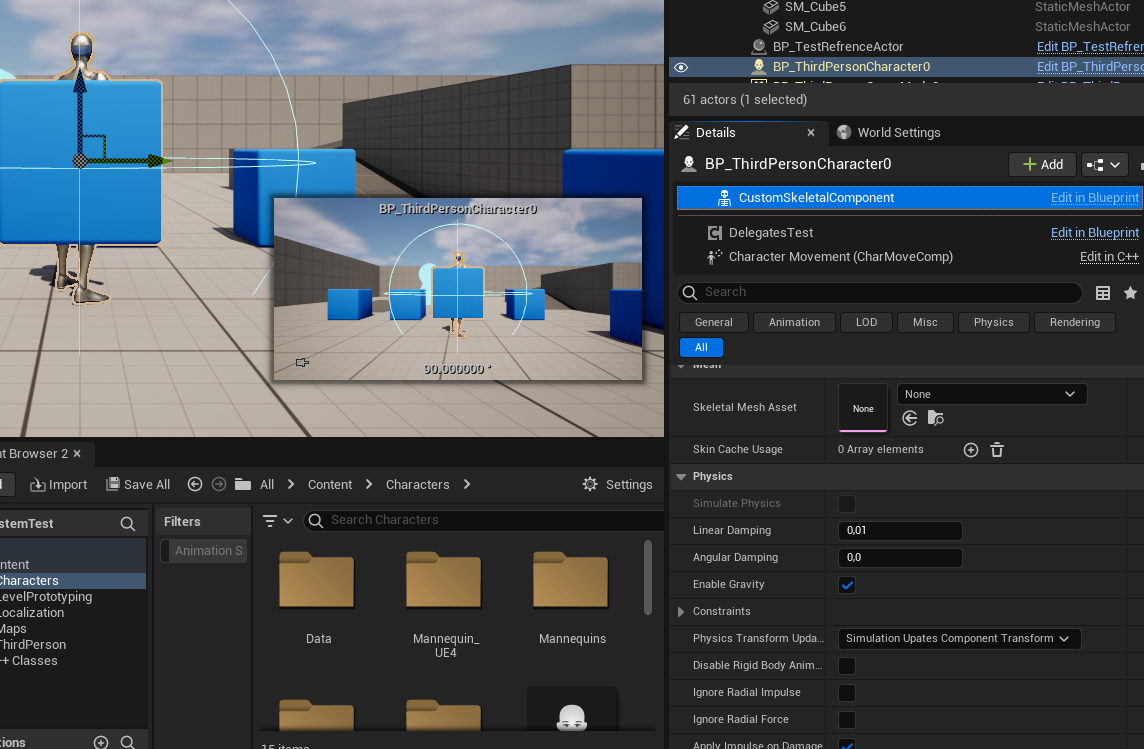 SM_Cube5 StaticMeshActor
SM_Cube6 StaticMeshActor
BP_TestRefrenceActor Edit BP_TestRefren
BP_ThirdPersonCharacter0 Edit BP_ThirdPerso
61 actors (1 selected)
Details World Settings
BP_ThirdPersonCharacter0 Add
CustomSkeletalComponent Edit in Blueprint
DelegatesTest Edit in Blueprint
Character Movement (CharMoveComp) Edit in C++
Search
General Animation LOD Misc Physics Rendering
All
Mesh
Skeletal Mesh Asset None None
Skin Cache Usage 0 Array elements
Physics
Simulate Physics
Linear Damping 0,01
Angular Damping 0,0
Enable Gravity
Constraints
Physics Transform Upda... Simulation Upates Component Transform
Disable Rigid Body Anim...
Ignore Radial Impulse
Ignore Radial Force
Apply Impulse on Damage
BP_ThirdPersonCharacter0
90,000000 °
nt Browser 2
Import Save All All Content Characters Settings
stemTest
ntent
Characters
LevelPrototyping
Localization
Maps
ThirdPerson
++ Classes
tions
Filters
Animation S
Search Characters
Data
Mannequin_
UE4
Mannequins
15 items